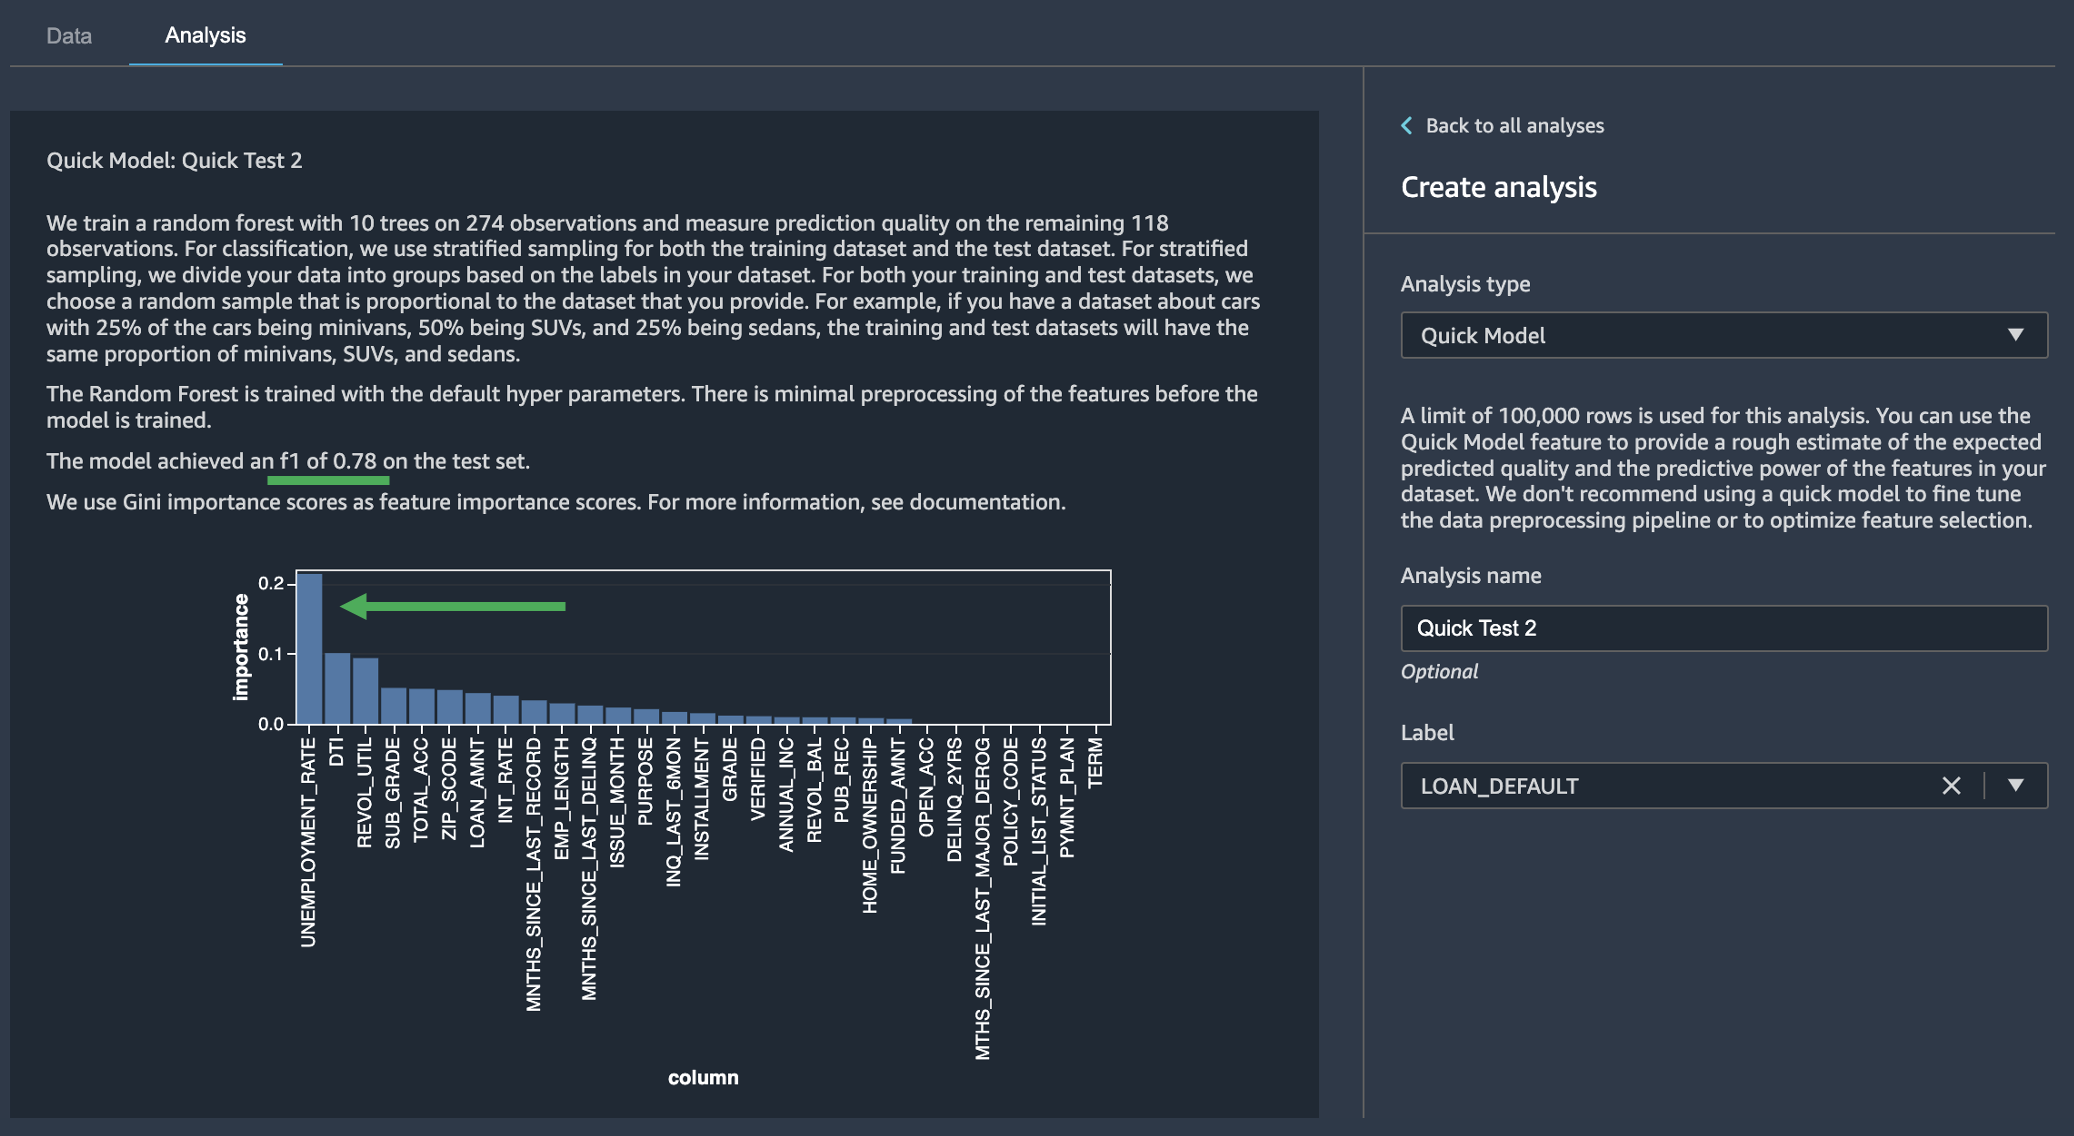 Data
Analysis
Quick Model: Quick Test 2
We train a random forest with 10 trees on 274 observations and measure prediction quality on the remaining 118
observations. For classification, we use stratified sampling for both the training dataset and the test dataset. For stratified
sampling, we divide your data into groups based on the labels in your dataset. For both your training and test datasets, we
choose a random sample that is proportional to the dataset that you provide. For example, if you have a dataset about cars
with 25% of the cars being minivans, 50% being SUVs, and 25% being sedans, the training and test datasets will have the
same proportion of minivans, SUVs, and sedans.
The Random Forest is trained with the default hyper parameters. There is minimal preprocessing of the features before the
model is trained.
The model achieved an f1 of 0.78 on the test set.
We use Gini importance scores as feature importance scores. For more information, see documentation.
importance
0.2
0.1
0.0
UNEMPLOYMENT_RATE
DTI
REVOL_UTIL
SUB_GRADE
TOTAL_ACC
ZIP_SCODE
LOAN_AMNT
INT_RATE
MNTHS_SINCE_LAST_RECORD
EMP_LENGTH
MNTHS_SINCE_LAST_DELINQ
ISSUE_MONTH
PURPOSE
INQ_LAST_6MON
INSTALLMENT
GRADE
VERIFIED
ANNUAL_INC
REVOL_BAL
PUB_REC
HOME_OWNERSHIP
FUNDED_AMNT
OPEN_ACC
DELINQ_2YRS
MTHS_SINCE_LAST_MAJOR_DEROG
POLICY_CODE
INITIAL_LIST_STATUS
PYMNT_PLAN
TERM
column
Back to all analyses
Create analysis
Analysis type
Quick Model
A limit of 100,000 rows is used for this analysis. You can use the
Quick Model feature to provide a rough estimate of the expected
predicted quality and the predictive power of the features in your
dataset. We don't recommend using a quick model to fine tune
the data preprocessing pipeline or to optimize feature selection.
Analysis name
Quick Test 2
Optional
Label
LOAN_DEFAULT